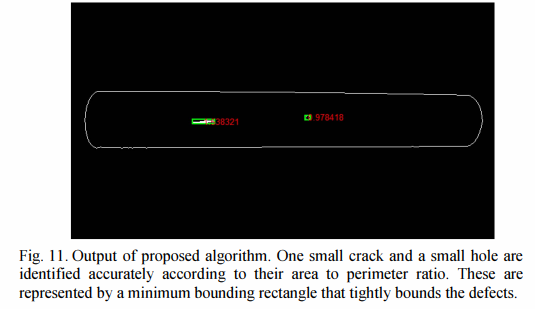 978418
Fig. 11. Output of proposed algorithm. One small crack and a small hole are
identified accurately according to their area to perimeter ratio. These are
represented by a minimum bounding rectangle that tightly bounds the defects.